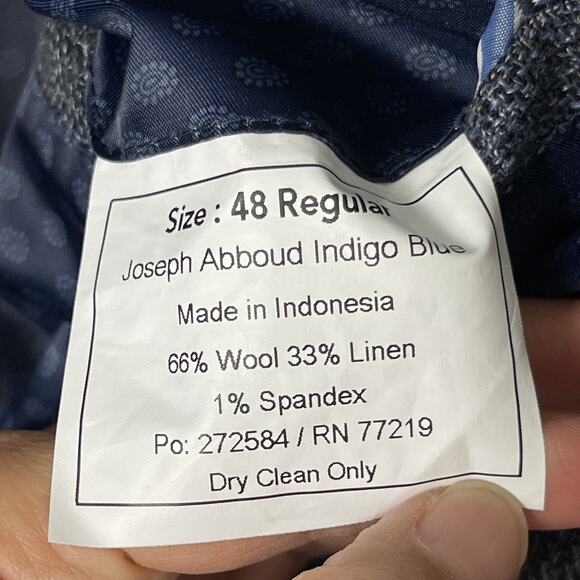 Size : 48 Regular
Joseph Abboud Indigo Blue
Made in Indonesia
66% Wool 33% Linen
1% Spandex
Po: 272584 / RN 77219
Dry Clean Only